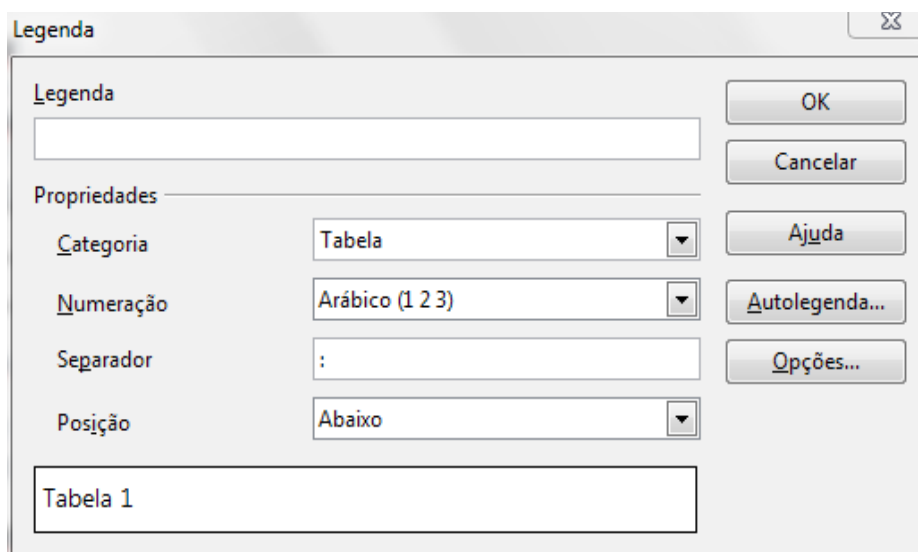 Legenda
Legenda
OK
Cancelar
Propriedades
Categoria
Tabela
Ajuda
Numeração
Arábico (1 2 3)
Autolegenda...
Separador
:
Opções...
Posição
Abaixo
Tabela 1